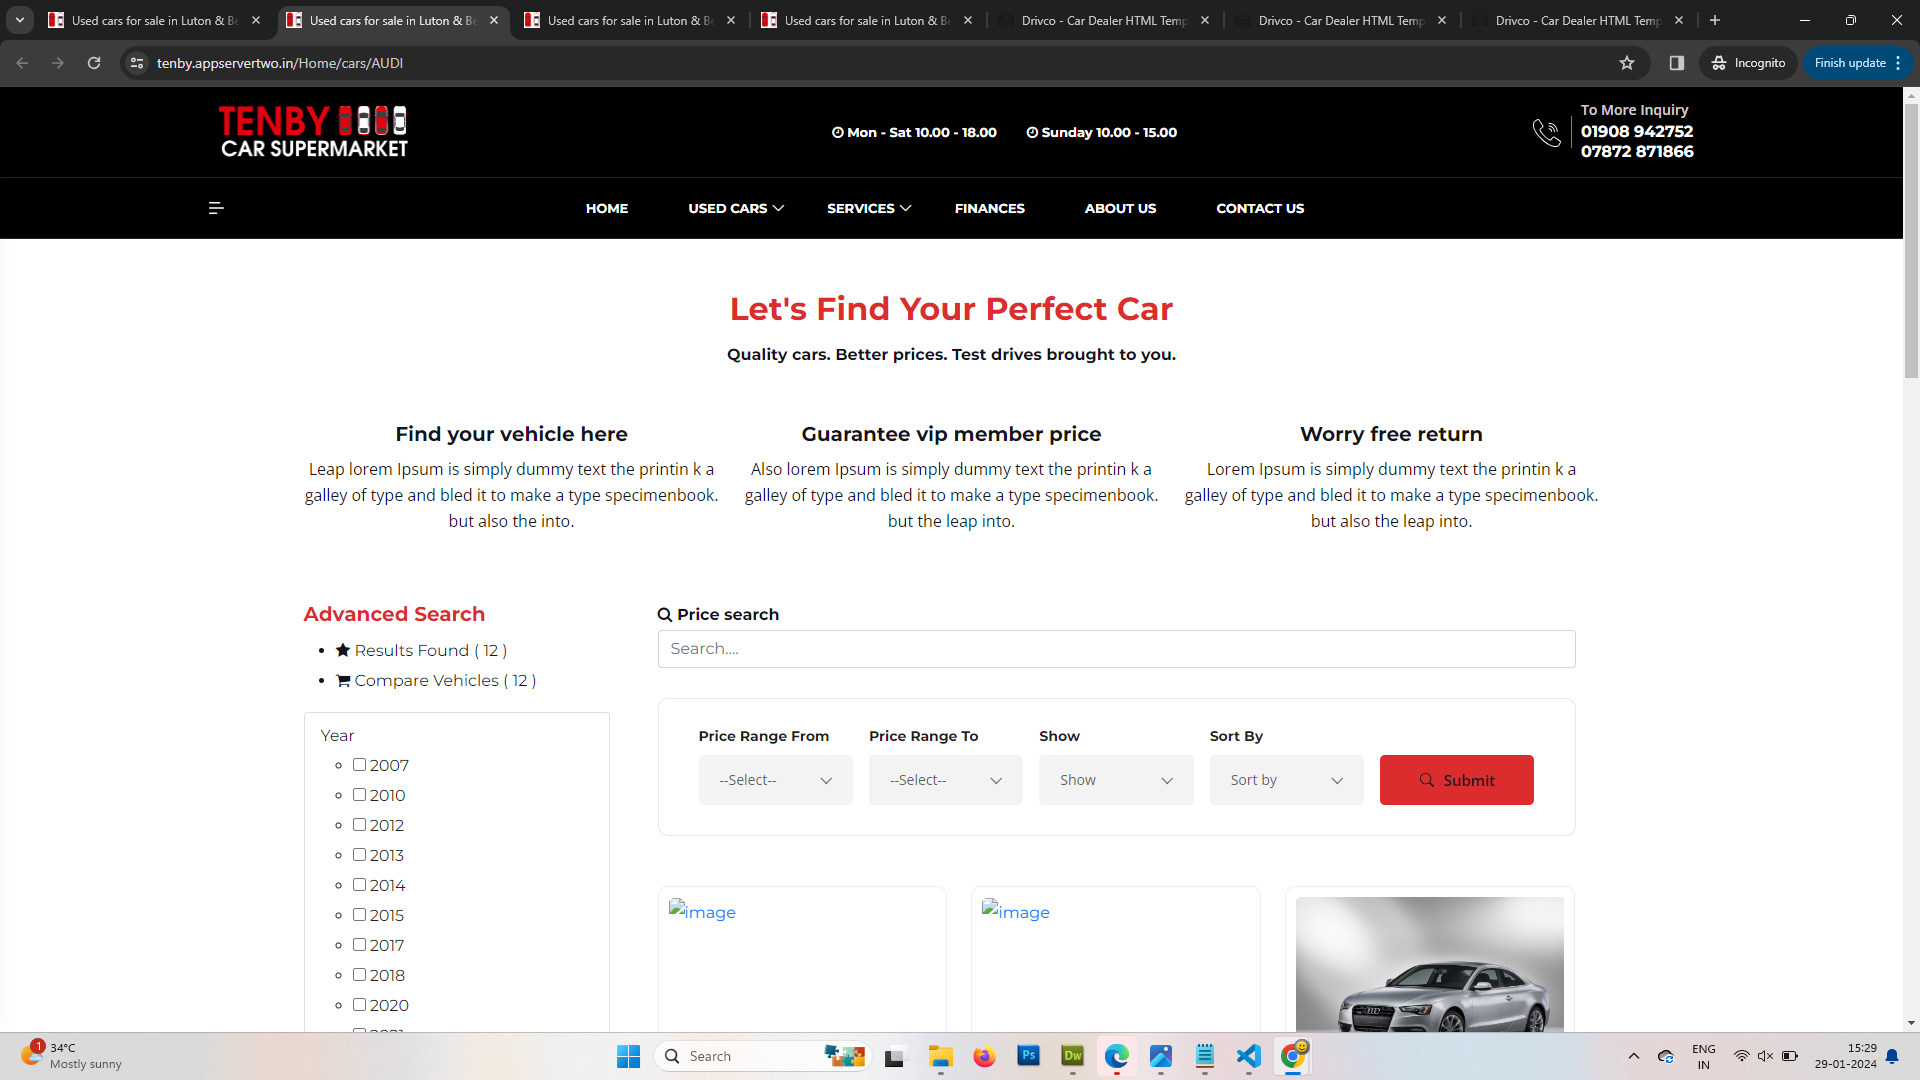 Used cars for sale in Luton & Be
Used cars for sale in Luton & Be
Used cars for sale in Luton & Be
Used cars for sale in Luton & Be
Drivco - Car Dealer HTML Temp
Drivco - Car Dealer HTML Temp
Drivco - Car Dealer HTML Temp
tenby.appservertwo.in/Home/cars/AUDI
Incognito
Finish update
TENBY
CAR SUPERMARKET
Mon - Sat 10.00 - 18.00
Sunday 10.00 - 15.00
To More Inquiry
01908 942752
07872 871866
HOME
USED CARS
SERVICES
FINANCES
ABOUT US
CONTACT US
Let's Find Your Perfect Car
Quality cars. Better prices. Test drives brought to you.
Find your vehicle here
Leap lorem Ipsum is simply dummy text the printin k a
galley of type and bled it to make a type specimenbook.
but also the into.
Guarantee vip member price
Also lorem Ipsum is simply dummy text the printin k a
galley of type and bled it to make a type specimenbook.
but the leap into.
Worry free return
Lorem Ipsum is simply dummy text the printin k a
galley of type and bled it to make a type specimenbook.
but also the leap into.
Advanced Search
Results Found ( 12 )
Compare Vehicles ( 12 )
Year
2007
2010
2012
2013
2014
2015
2017
2018
2020
Price search
Search....
Price Range From
Price Range To
Show
Sort By
--Select--
--Select--
Show
Sort by
Submit
image
image
1
34°C
Mostly sunny
Search
Ps
Dw
ENG
IN
15:29
29-01-2024